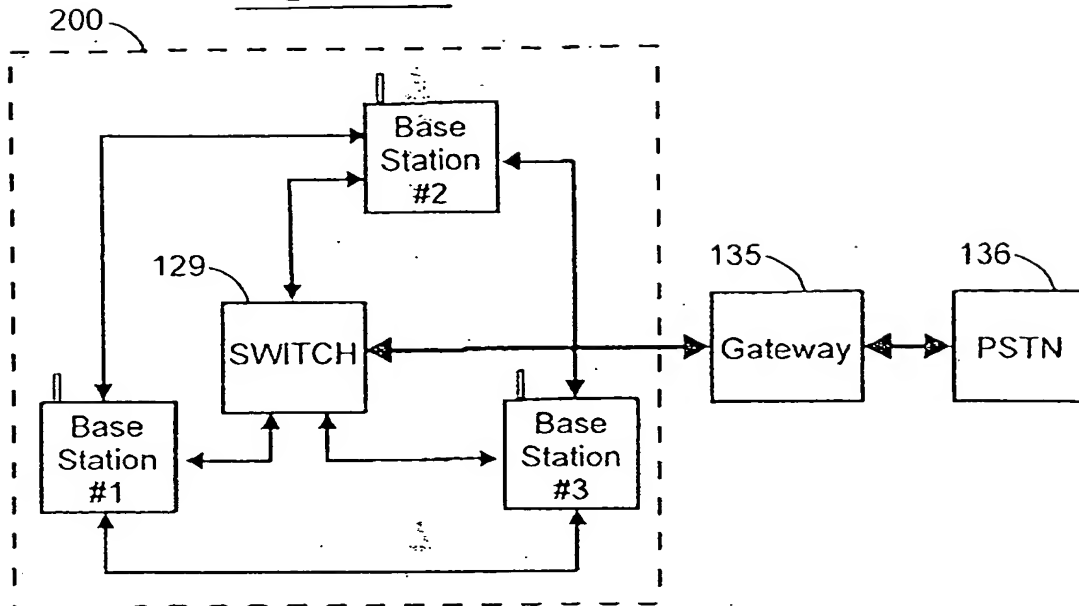 200
Base
Station
#2
129
SWITCH
135
Gateway
136
PSTN
Base
Station
#1
Base
Station
#3